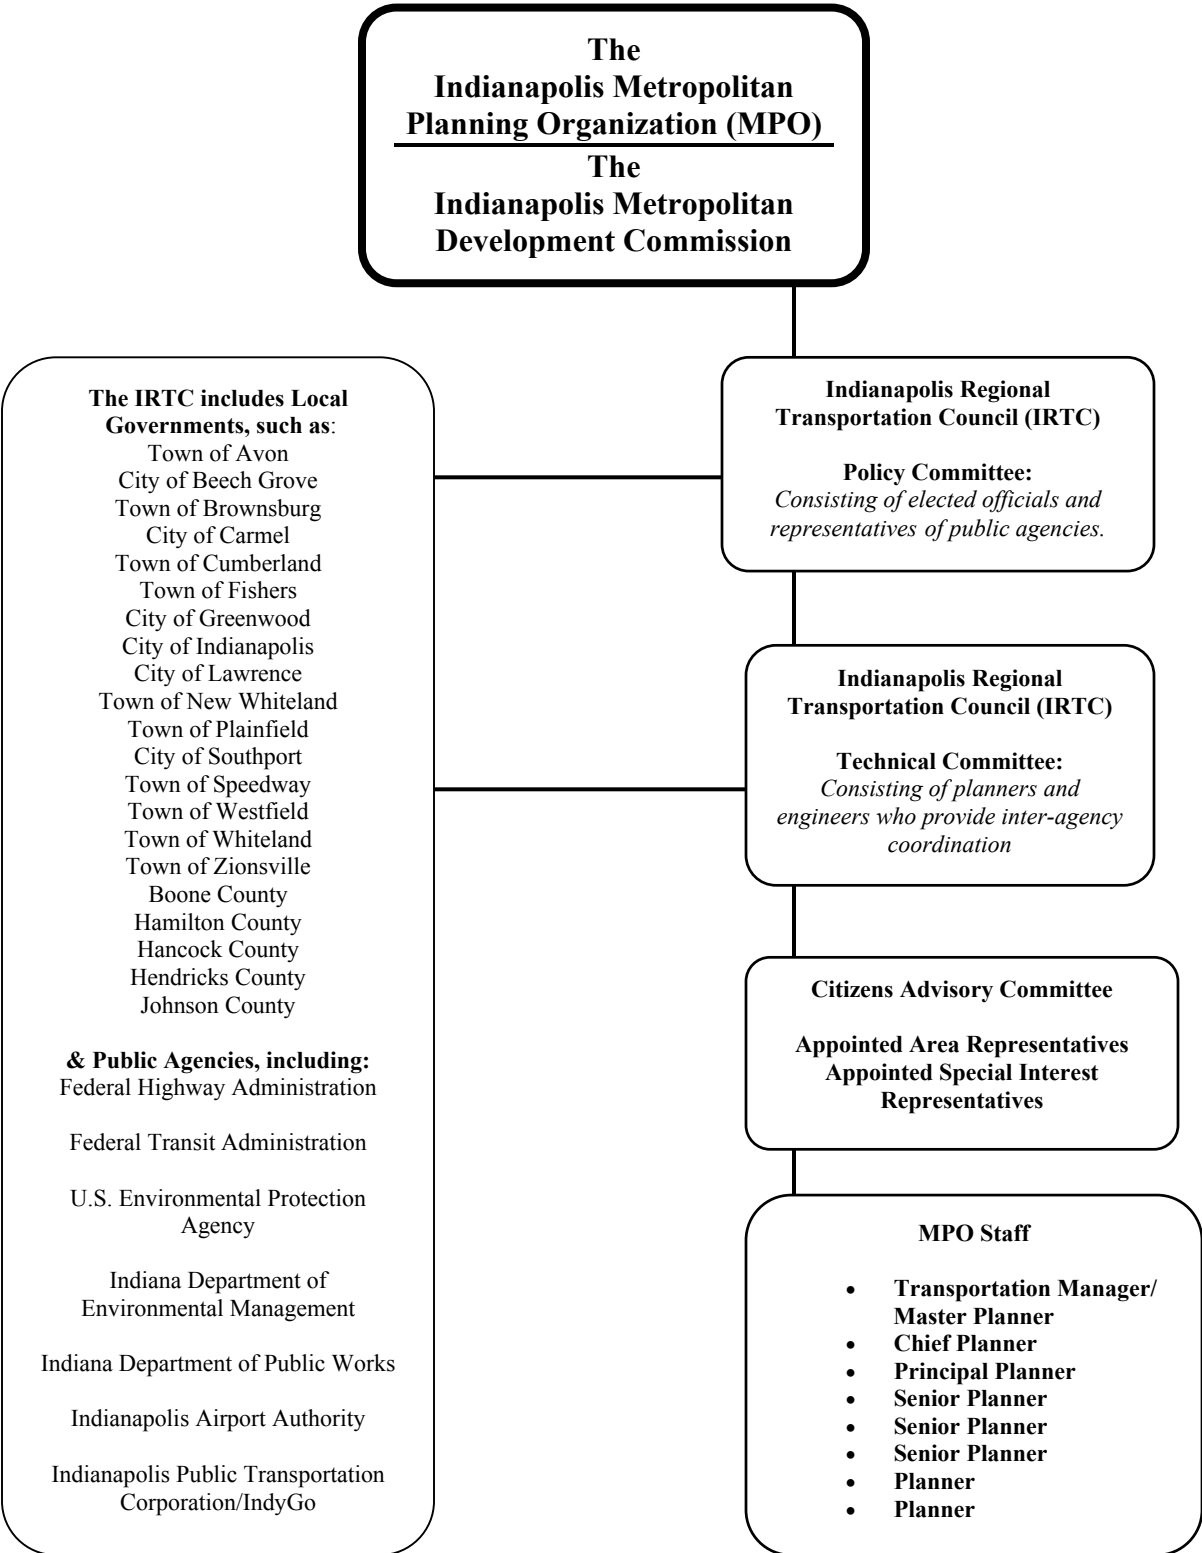 The
Indianapolis Metropolitan
Planning Organization (MPO)
The
Indianapolis Metropolitan
Development Commission
The IRTC includes Local
Governments, such as:
Town of Avon
City of Beech Grove
Town of Brownsburg
City of Carmel
Town of Cumberland
Town of Fishers
City of Greenwood
City of Indianapolis
City of Lawrence
Town of New Whiteland
Town of Plainfield
City of Southport
Town of Speedway
Town of Westfield
Town of Whiteland
Town of Zionsville
Boone County
Hamilton County
Hancock County
Hendricks County
Johnson County
& Public Agencies, including:
Federal Highway Administration
Federal Transit Administration
U.S. Environmental Protection
Agency
Indiana Department of
Environmental Management
Indiana Department of Public Works
Indianapolis Airport Authority
Indianapolis Public Transportation
Corporation/IndyGo
Indianapolis Regional
Transportation Council (IRTC)
Policy Committee:
Consisting of elected officials and
representatives of public agencies.
Indianapolis Regional
Transportation Council (IRTC)
Technical Committee:
Consisting of planners and
engineers who provide inter-agency
coordination
Citizens Advisory Committee
Appointed Area Representatives
Appointed Special Interest
Representatives
MPO Staff
• Transportation Manager/
Master Planner
• Chief Planner
• Principal Planner
• Senior Planner
• Senior Planner
• Senior Planner
• Planner
• Planner